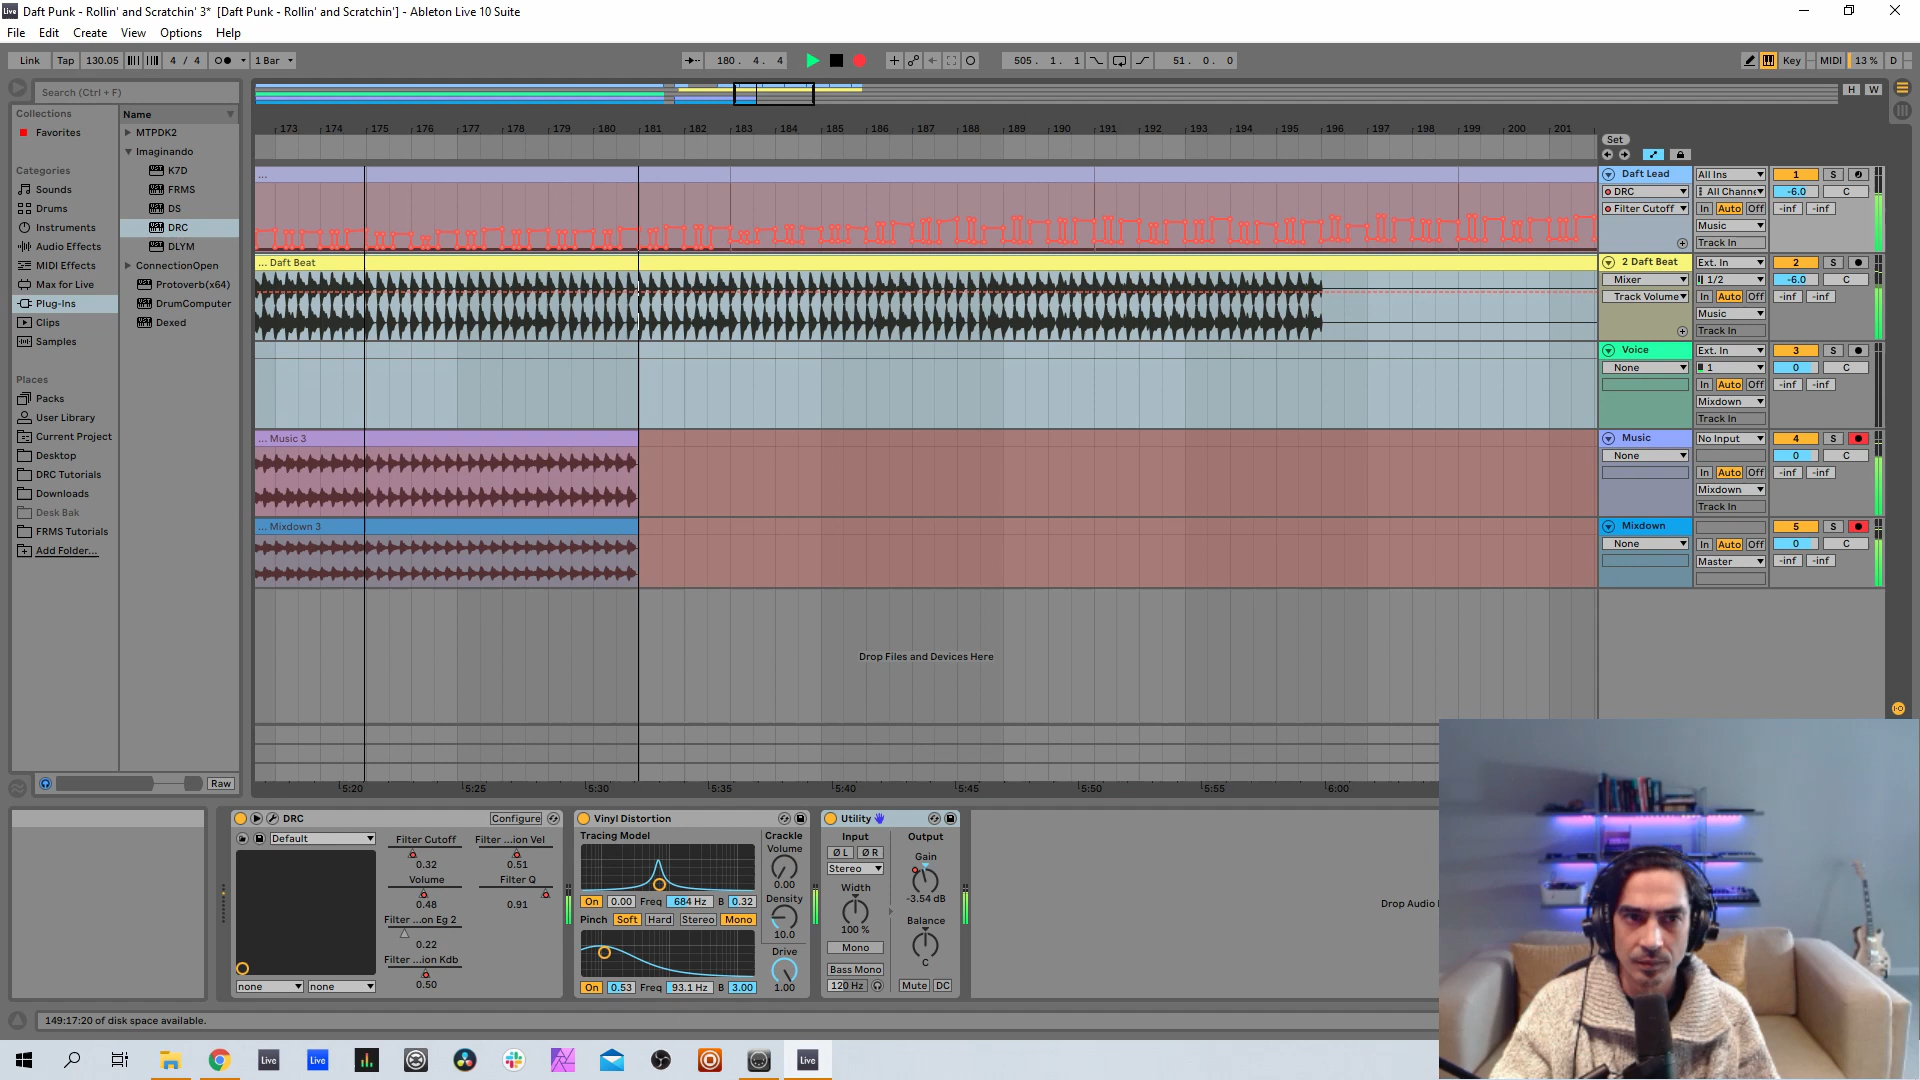 Live Daft Punk - Rollin' and Scratchin' 3* [Daft Punk - Rollin' and Scratchin'] - Ableton Live 10 Suite
File Edit Create View Options Help
Link Tap 130.05 4 / 4 1 Bar 180. 4. 4 505. 1. 1 51. 0. 0 Key MIDI 13 % D
Search (Ctrl + F)
H W
Collections
Favorites
Categories
Sounds
Drums
Instruments
Audio Effects
MIDI Effects
Max for Live
Plug-Ins
Clips
Samples
Places
Packs
User Library
Current Project
Desktop
DRC Tutorials
Downloads
Desk Bak
FRMS Tutorials
Add Folder...
Name
MTPDK2
Imaginando
K7D
FRMS
DS
DRC
DLYM
ConnectionOpen
Protoverb(x64)
DrumComputer
Dexed
Raw
173 174 175 176 177 178 179 180 181 182 183 184 185 186 187 188 189 190 191 192 193 194 195 196 197 198 199 200 201
Set
...
... Daft Beat
... Music 3
... Mixdown 3
Drop Files and Devices Here
5:20 5:25 5:30 5:35 5:40 5:45 5:50 5:55 6:00
Daft Lead All Ins 1 S
DRC All Channe -6.0 C
Filter Cutoff In Auto Off -inf -inf
Music
Track In
2 Daft Beat Ext. In 2 S
Mixer 1/2 -6.0 C
Track Volume In Auto Off -inf -inf
Music
Track In
Voice Ext. In 3 S
None 1 0 C
In Auto Off -inf -inf
Mixdown
Track In
Music No Input 4 S
None 0 C
In Auto Off -inf -inf
Mixdown
Track In
Mixdown 5 S
None 0 C
In Auto Off -inf -inf
Master
DRC Configure
Default
Filter Cutoff Filter ...ion Vel
0.32 0.51
Volume Filter Q
0.48 0.91
Filter ...on Eg 2
0.22
Filter ...ion Kdb
0.50
none none
Vinyl Distortion
Tracing Model Crackle
Volume
0.00
Density
10.0
On 0.00 Freq 684 Hz B 0.32
Pinch Soft Hard Stereo Mono
Drive
1.00
On 0.53 Freq 93.1 Hz B 3.00
Utility
Input Output
Ø L Ø R Gain
Stereo
-3.54 dB
Width
100 %
Balance
C
Mono
Bass Mono
120 Hz Mute DC
Drop Audio
149:17:20 of disk space available.
Live Live Live